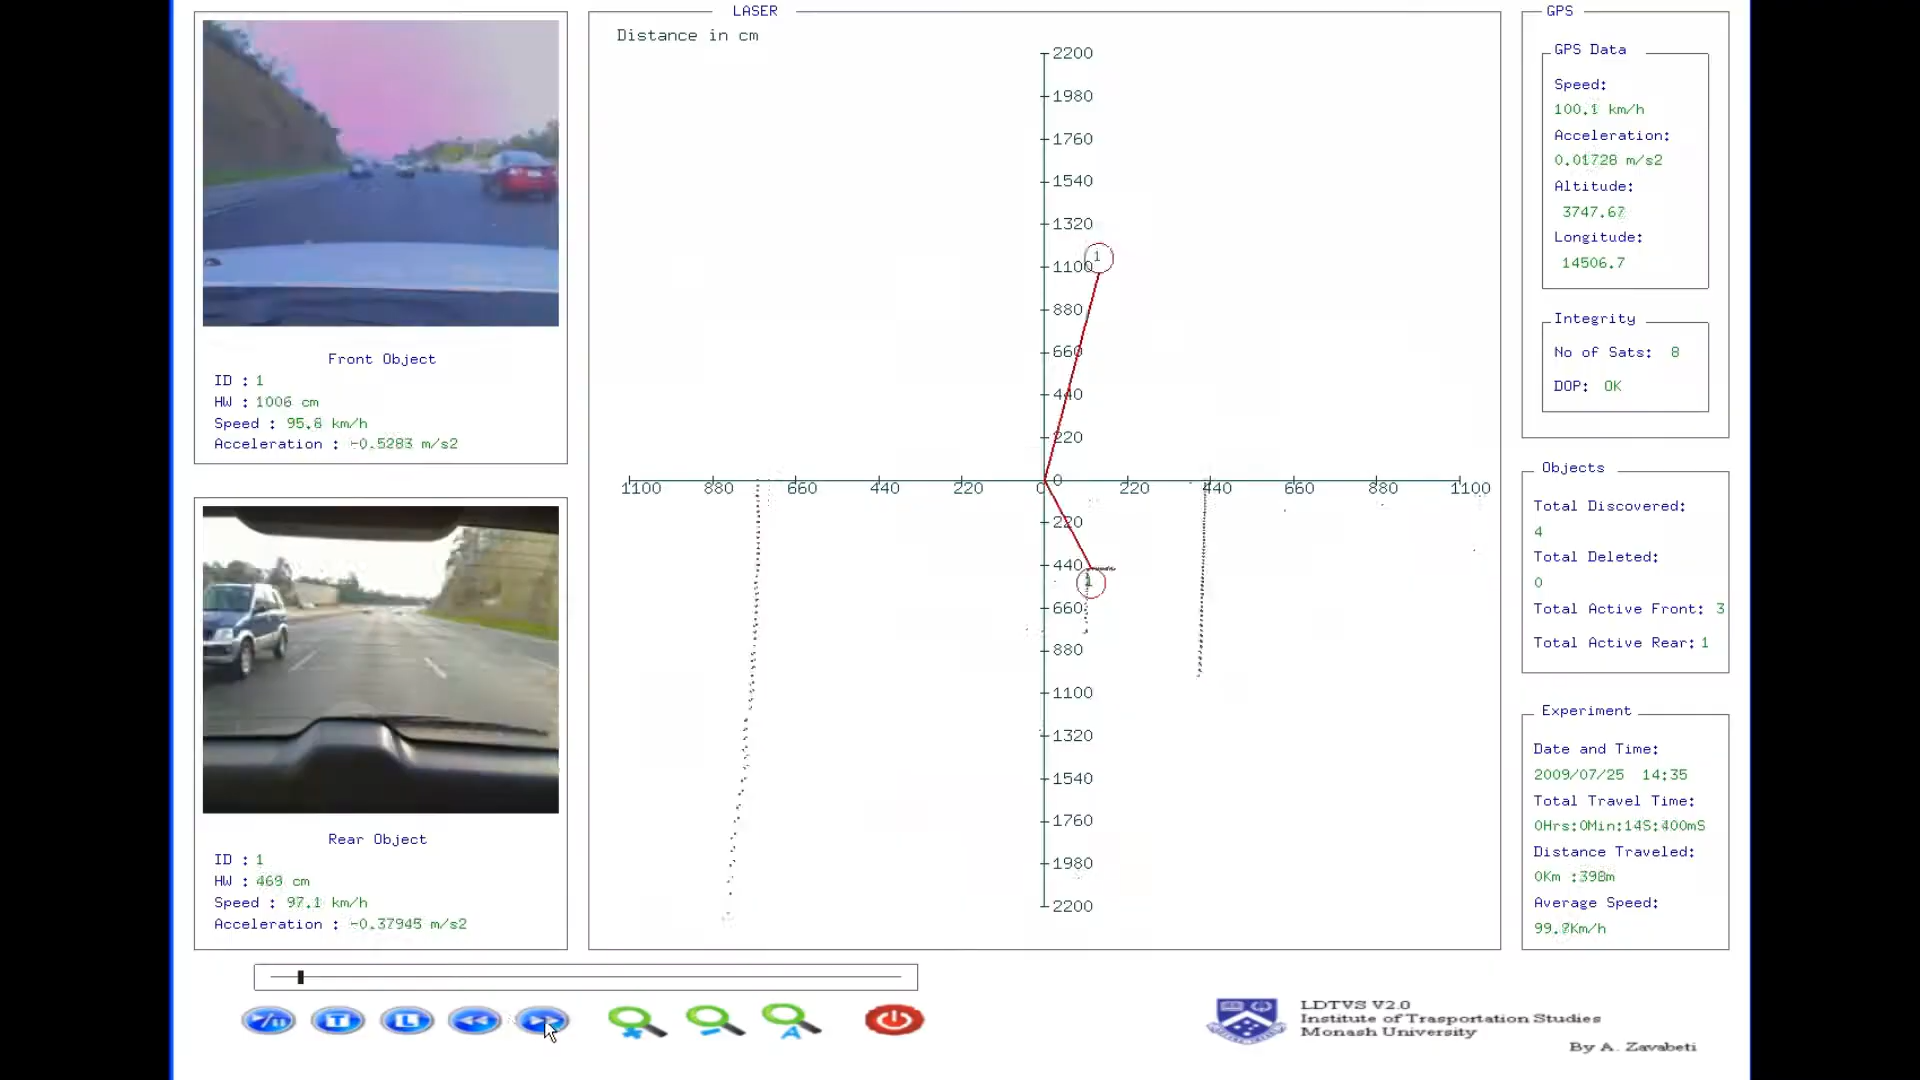 LASER
Distance in cm
2200
1980
1760
1540
1320
1100
880
660
440
220
0
1100 880 660 440 220 0 220 440 660 880 1100
220
440
660
880
1100
1320
1540
1760
1980
2200
1
1
Front Object
ID : 1
HW : 1006 cm
Speed : 95.8 km/h
Acceleration : -0.5283 m/s2
Rear Object
ID : 1
HW : 469 cm
Speed : 97.1 km/h
Acceleration : -0.37945 m/s2
GPS
GPS Data
Speed:
100.1 km/h
Acceleration:
0.01728 m/s2
Altitude:
3747.67
Longitude:
14506.7
Integrity
No of Sats: 8
DOP: OK
Objects
Total Discovered:
4
Total Deleted:
0
Total Active Front: 3
Total Active Rear: 1
Experiment
Date and Time:
2009/07/25 14:35
Total Travel Time:
0Hrs:0Min:14S:400mS
Distance Traveled:
0Km :398m
Average Speed:
T
L
A
LDTVS V2.0
Institute of Trasportation Studies
Monash University
By A. Zavabeti